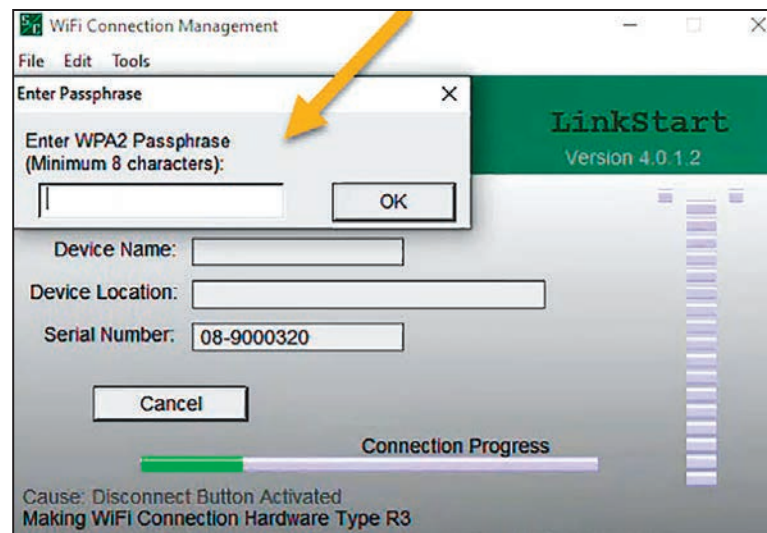 S&C WiFi Connection Management
File Edit Tools
Enter Passphrase
Enter WPA2 Passphrase
(Minimum 8 characters):
OK
LinkStart
Version 4.0.1.2
Device Name:
Device Location:
Serial Number: 08-9000320
Cancel
Connection Progress
Cause: Disconnect Button Activated
Making WiFi Connection Hardware Type R3